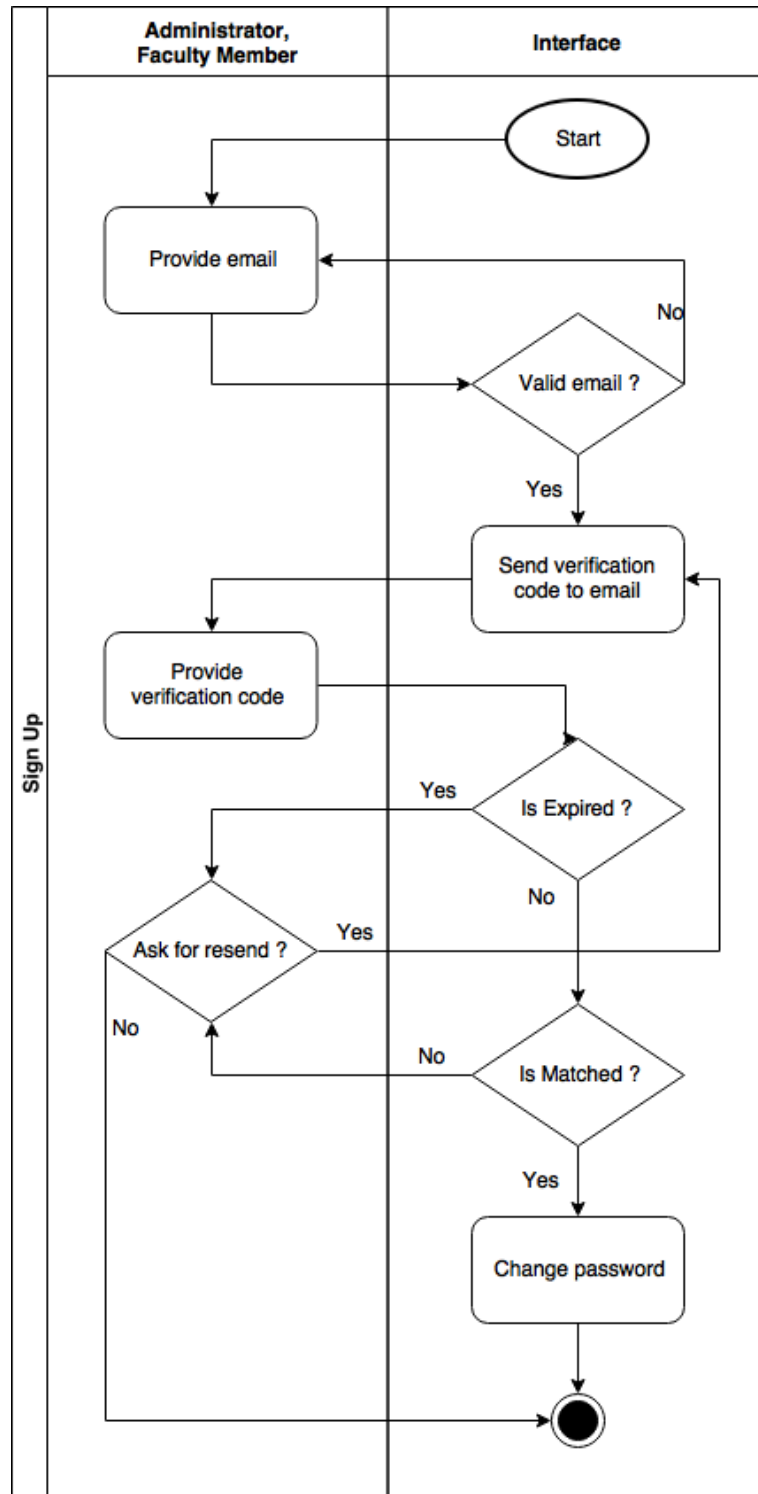 Administrator,
Faculty Member
Interface
Start
Provide email
No
Valid email ?
Yes
Send verification
code to email
Provide
verification code
Sign Up
Yes
Is Expired ?
No
Ask for resend ?
Yes
No
No
Is Matched ?
Yes
Change password